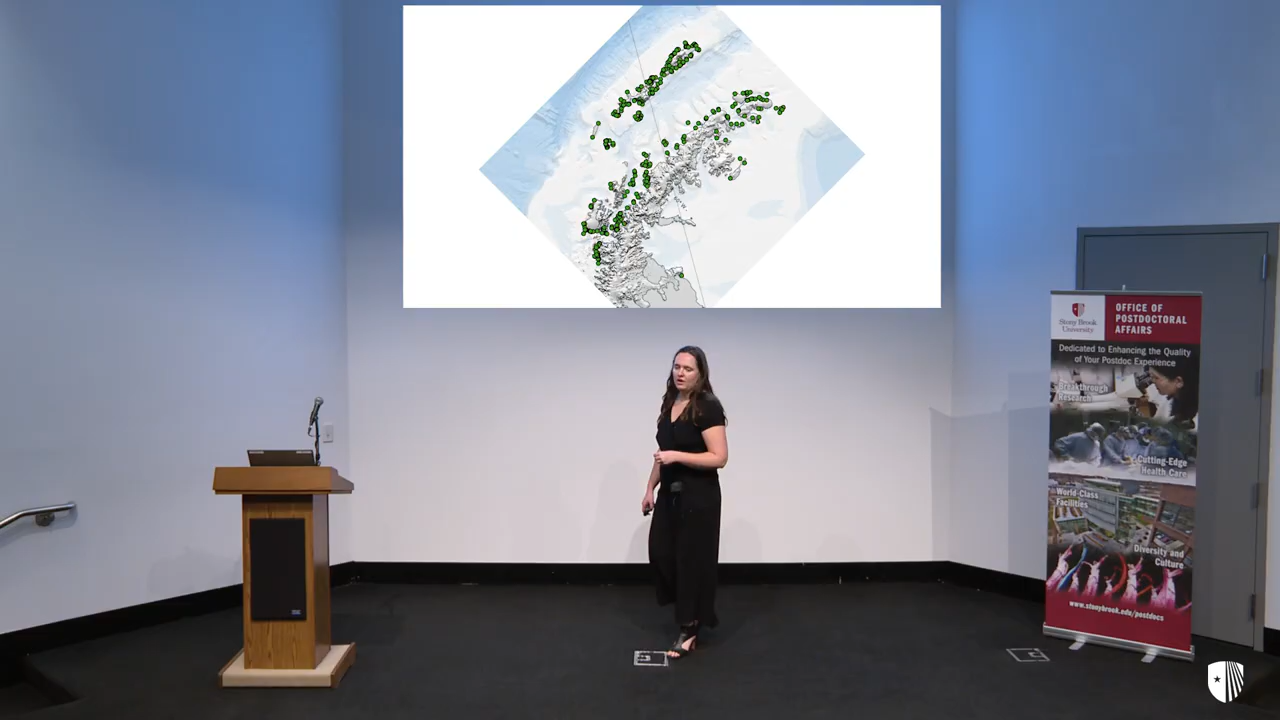 Stony Brook
University
OFFICE OF
POSTDOCTORAL
AFFAIRS
Dedicated to Enhancing the Quality
of Your Postdoc Experience
Breakthrough
Research
Cutting-Edge
Health Care
World-Class
Facilities
Diversity and
Culture
www.stonybrook.edu/postdocs